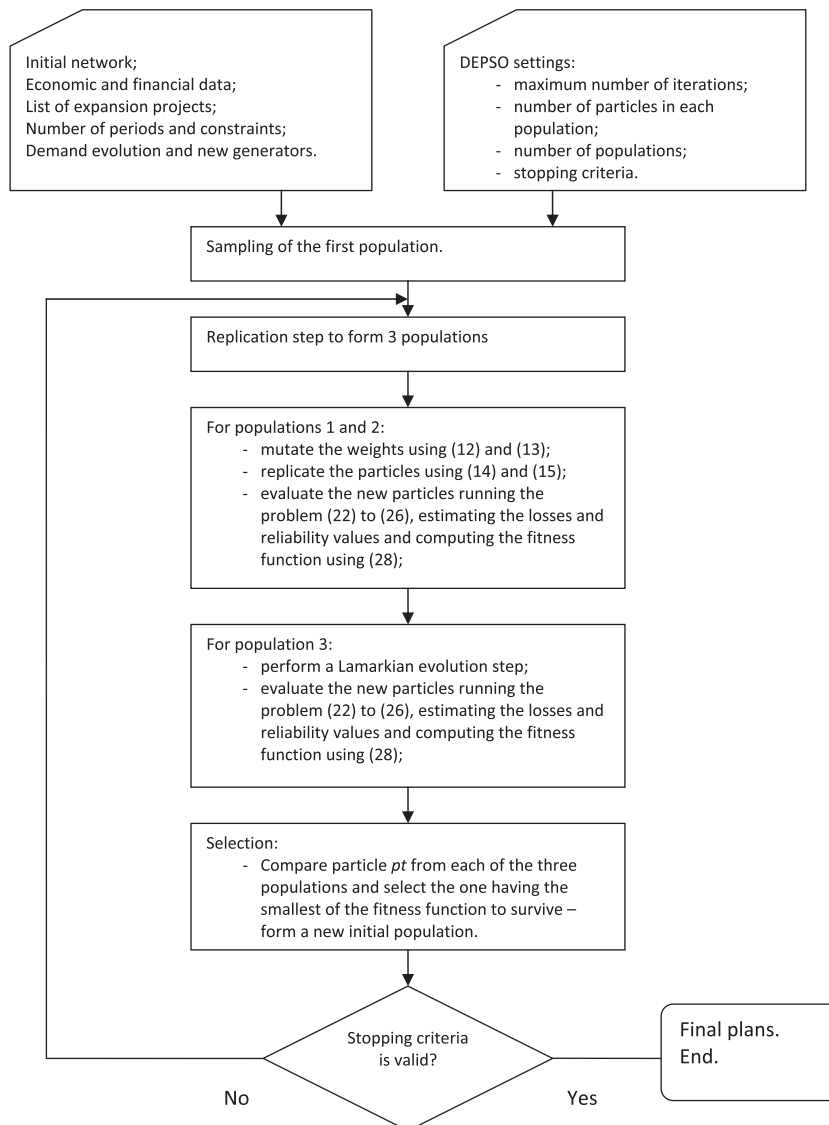 Initial network;
Economic and financial data;
List of expansion projects;
Number of periods and constraints;
Demand evolution and new generators.
DEPSO settings:
- maximum number of iterations;
- number of particles in each
population;
- number of populations;
- stopping criteria.
Sampling of the first population.
Replication step to form 3 populations
For populations 1 and 2:
- mutate the weights using (12) and (13);
- replicate the particles using (14) and (15);
- evaluate the new particles running the
problem (22) to (26), estimating the losses and
reliability values and computing the fitness
function using (28);
For population 3:
- perform a Lamarkian evolution step;
- evaluate the new particles running the
problem (22) to (26), estimating the losses and
reliability values and computing the fitness
function using (28);
Selection:
- Compare particle pt from each of the three
populations and select the one having the
smallest of the fitness function to survive –
form a new initial population.
Stopping criteria
is valid?
Final plans.
End.
No
Yes